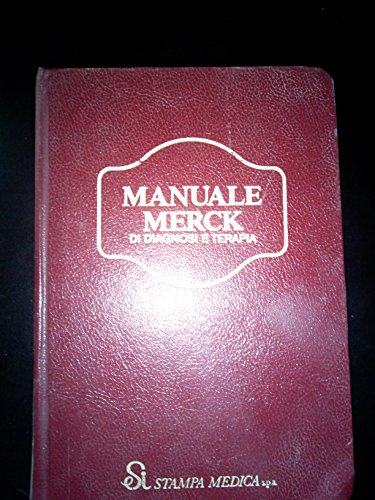 MANUALE
MERCK
DI DIAGNOSI E TERAPIA
Si STAMPA MEDICA s.p.a.